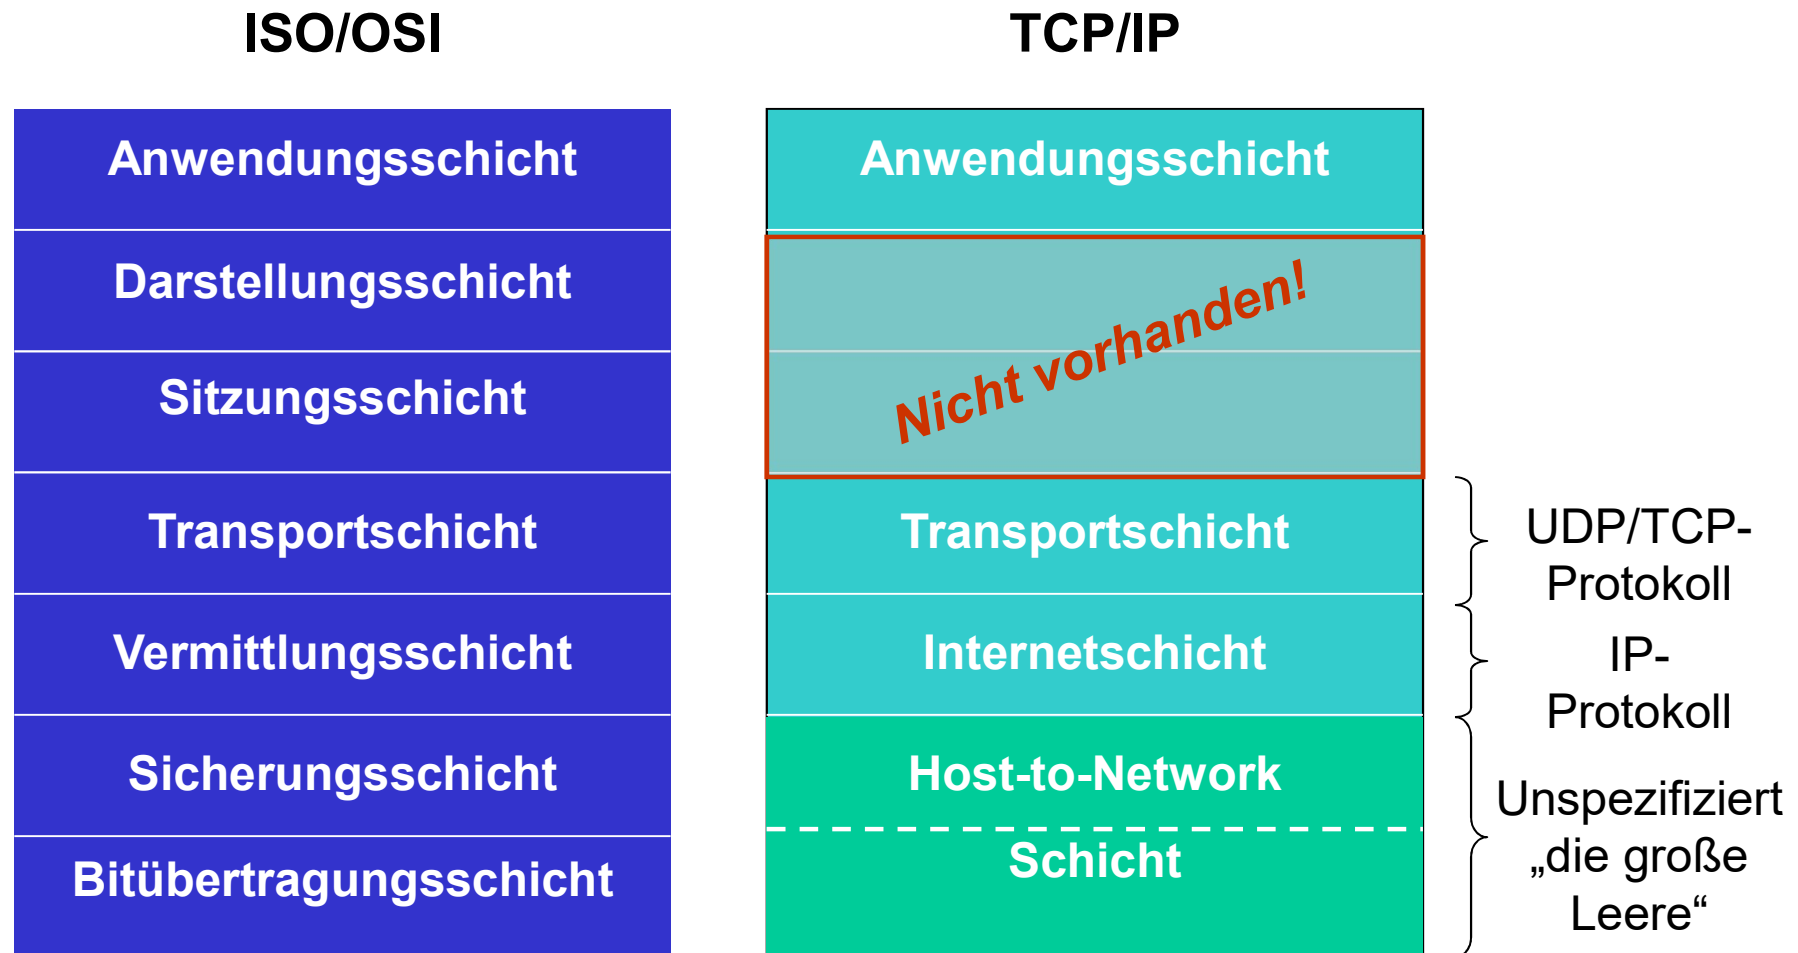 ISO/OSI
Anwendungsschicht
Darstellungsschicht
Sitzungsschicht
Transportschicht
Vermittlungsschicht
Sicherungsschicht
Bitübertragungsschicht
TCP/IP
Anwendungsschicht
Nicht vorhanden!
Transportschicht
Internetschicht
Host-to-Network
Schicht
UDP/TCP-
Protokoll
IP-
Protokoll
Unspezifiziert
„die große
Leere“